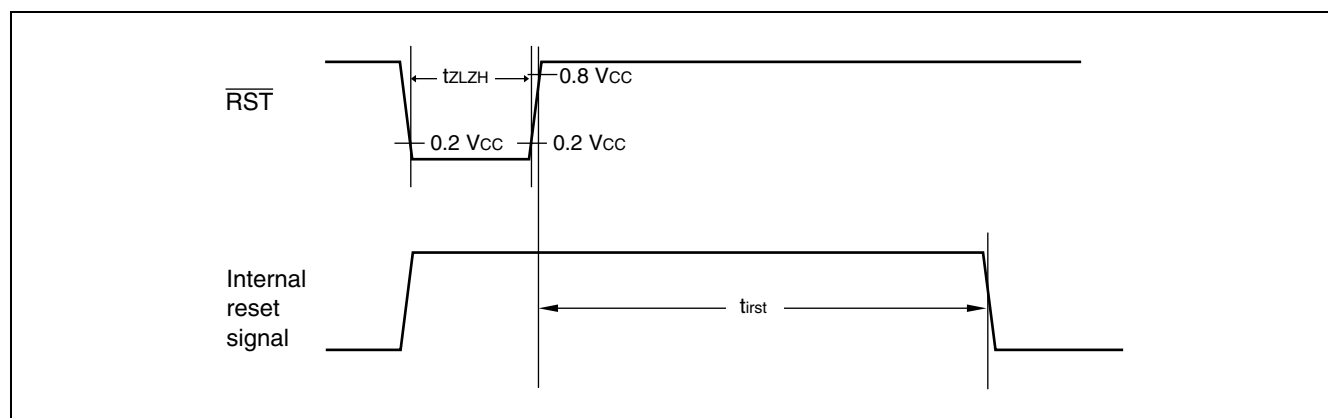 tZLZH
0.8 VCC
RST
0.2 VCC
0.2 VCC
Internal
reset
signal
tirst